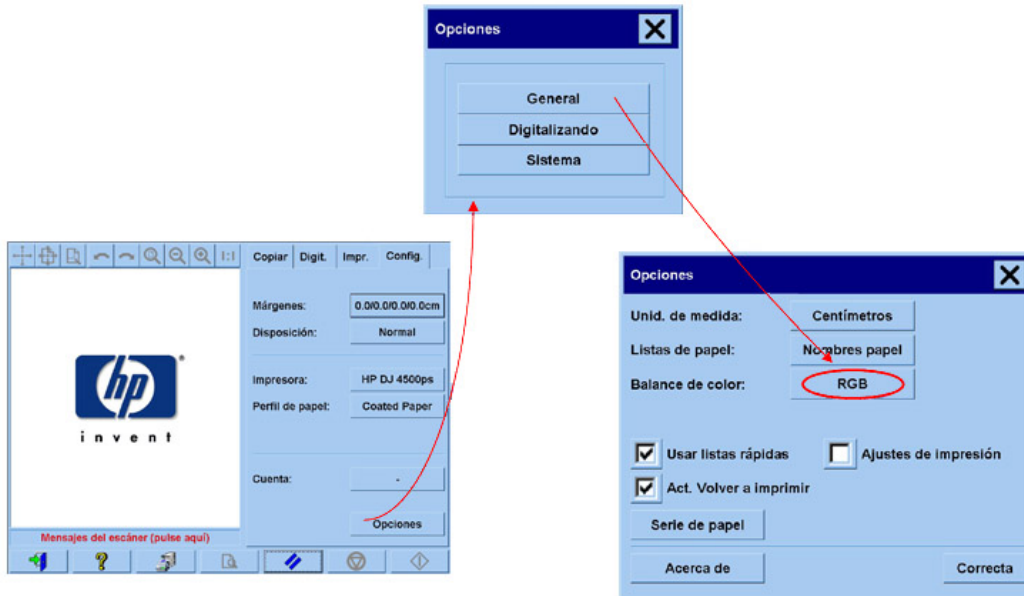 Opciones
General
Digitalizando
Sistema
1:1
Copiar Digit. Impr. Config.
Márgenes: 0.0/0.0/0.0/0.0cm
Disposición: Normal
Impresora: HP DJ 4500ps
Perfil de papel: Coated Paper
Cuenta: -
Opciones
hp
invent
Mensajes del escáner (pulse aquí)
Opciones
Unid. de medida: Centímetros
Listas de papel: Nombres papel
Balance de color: RGB
Usar listas rápidas Ajustes de impresión
Act. Volver a imprimir
Serie de papel
Acerca de Correcta